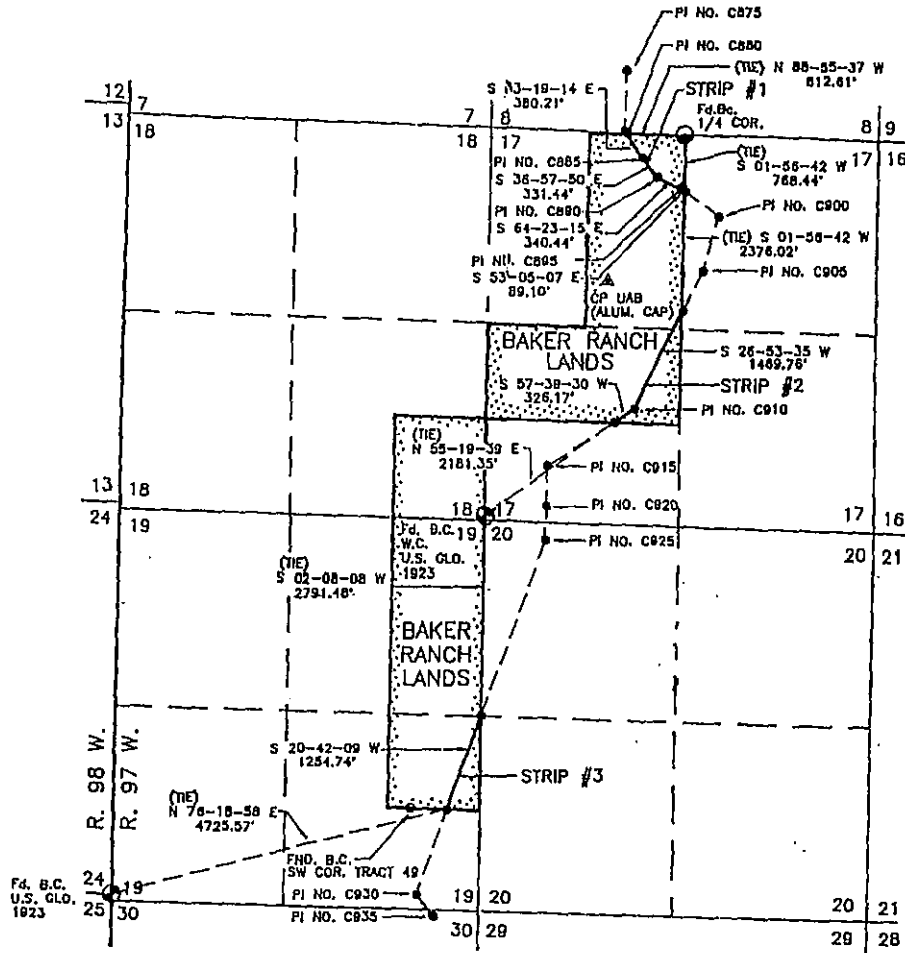 PI NO. C875
PI NO. C880
(TIE) N 88-55-37 W
812.61'
STRIP #1
Fd.Bc.
1/4 COR.
380.21'
12 7
13 18
7 8
18 17
8 9
17 16
PI NO. C885
S 36-57-50 E
331.44'
PI NO. C890
S 64-23-15 E
340.44'
PI NO. C895
S 53-05-07 E
89.10'
(TIE)
S 01-56-42 W
768.44'
PI NO. C900
(TIE) S 01-56-42 W
2376.02'
PI NO. C905
CP UAB
(ALUM. CAP)
BAKER RANCH
LANDS
S 26-53-35 W
1469.76'
S 57-39-30 W
326.17'
STRIP #2
PI NO. C910
(TIE)
N 55-19-39 E
2181.35'
PI NO. C915
PI NO. C920
PI NO. C925
13 18
24 19
18 17
19 20
17 16
20 21
Fd. B.C.
W.C.
U.S. GLO.
1923
(TIE)
S 02-08-08 W
2791.48'
BAKER
RANCH
LANDS
S 20-42-09 W
1254.74'
STRIP #3
R. 98 W.
R. 97 W.
(TIE)
N 76-18-58 E
4725.57'
FND. B.C.
SW COR. TRACT 49
Fd. B.C.
U.S. GLO.
1923
24 19
25 30
PI NO. C930
PI NO. C935
19 20
30 29
20 21
29 28